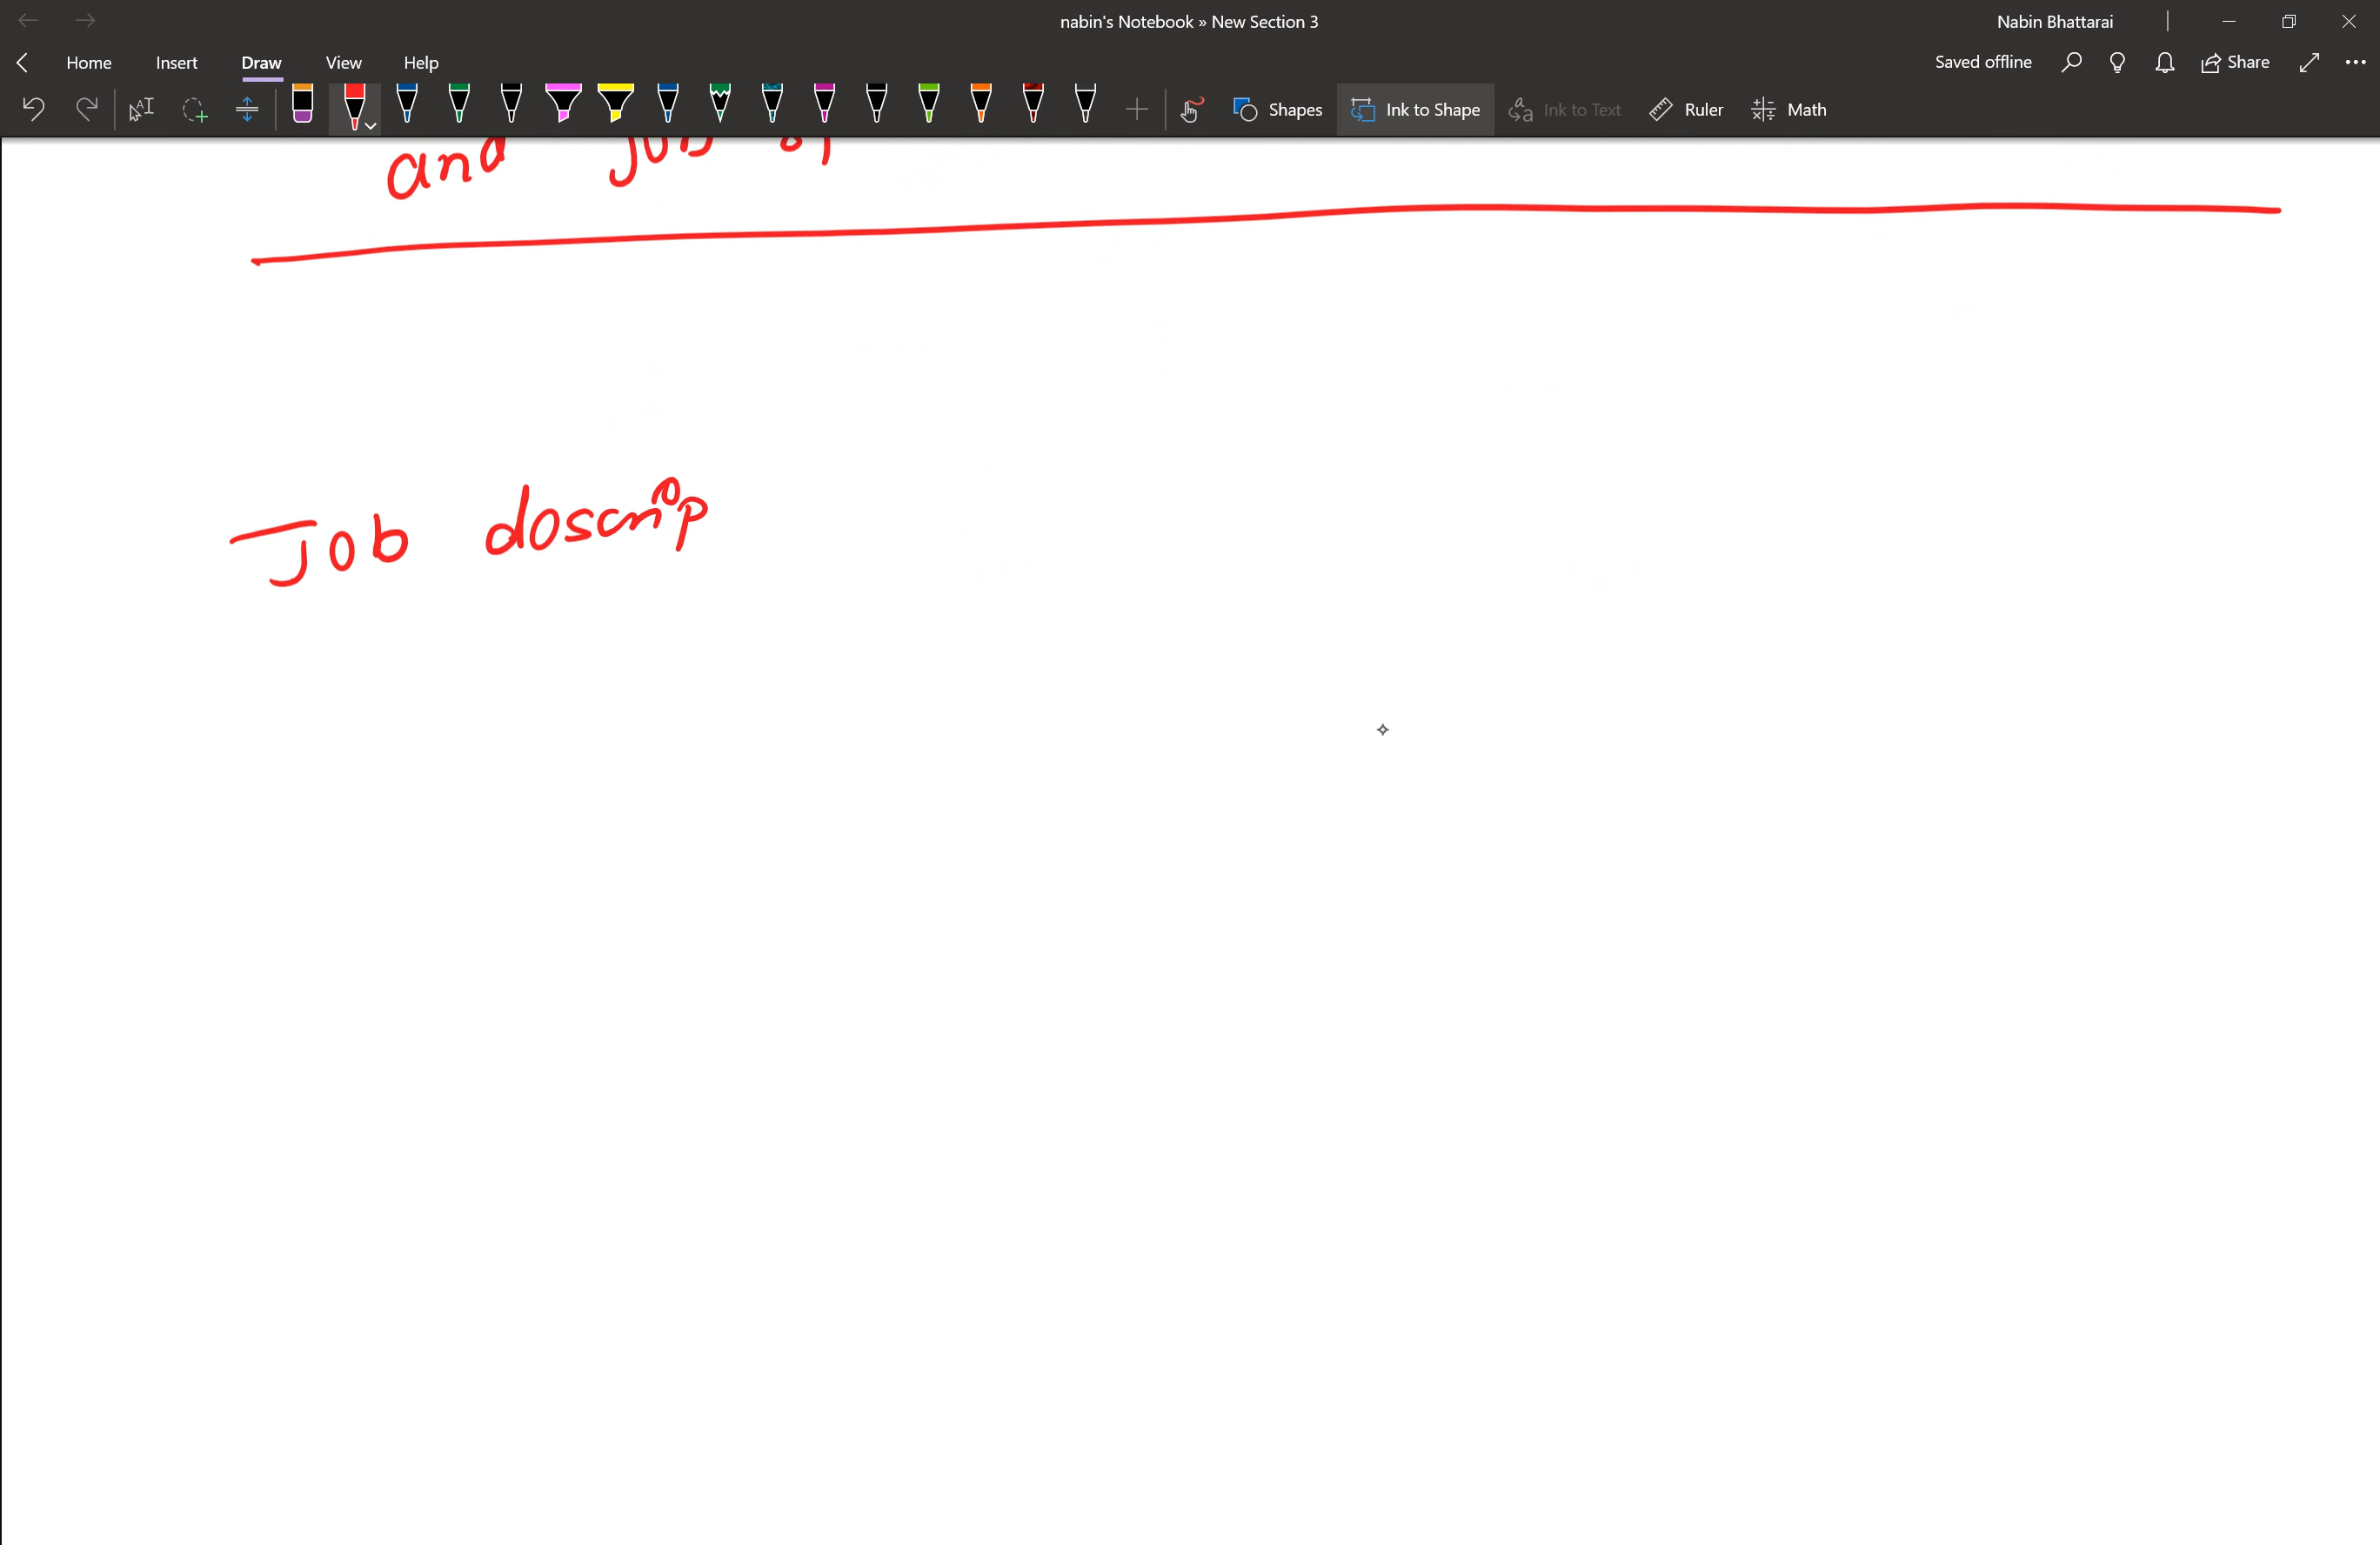 nabin's Notebook » New Section 3
Nabin Bhattarai
Home Insert Draw View Help
Saved offline
Share
Shapes
Ink to Shape
Ink to Text
Ruler
Math
and
Job doscrip